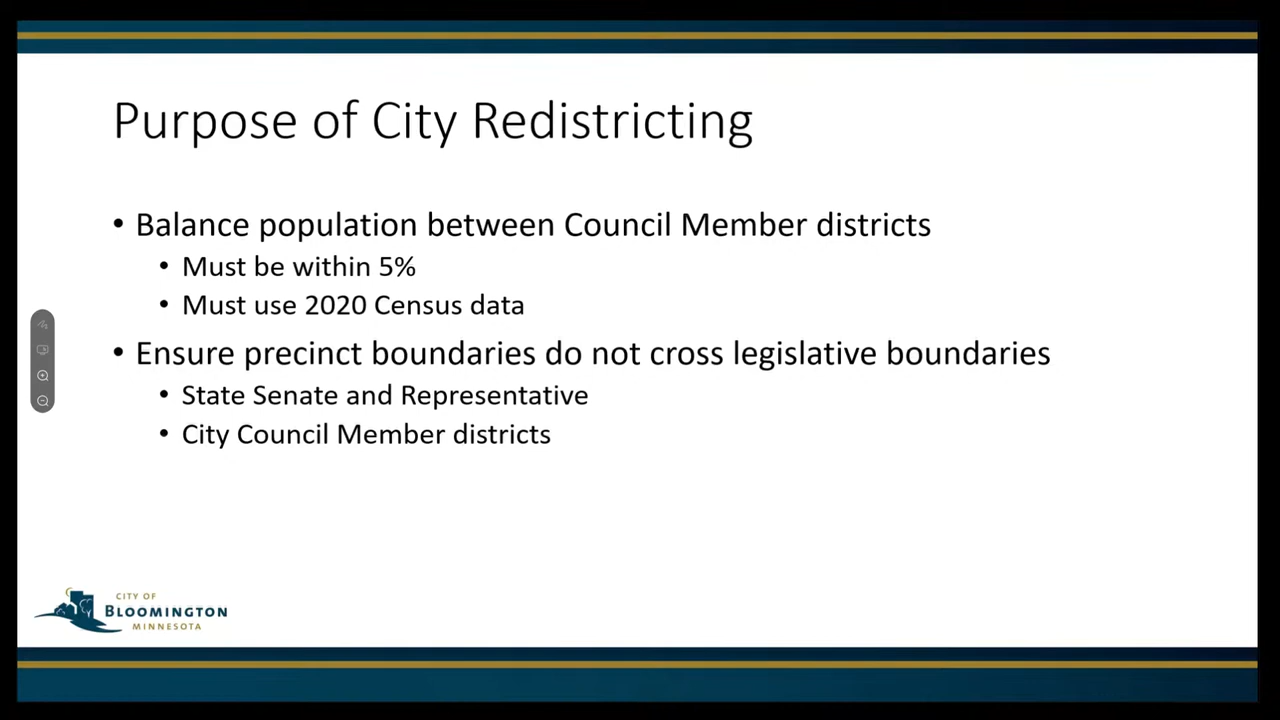 Purpose of City Redistricting
• Balance population between Council Member districts
• Must be within 5%
• Must use 2020 Census data
• Ensure precinct boundaries do not cross legislative boundaries
• State Senate and Representative
• City Council Member districts
CITY OF
BLOOMINGTON
MINNESOTA